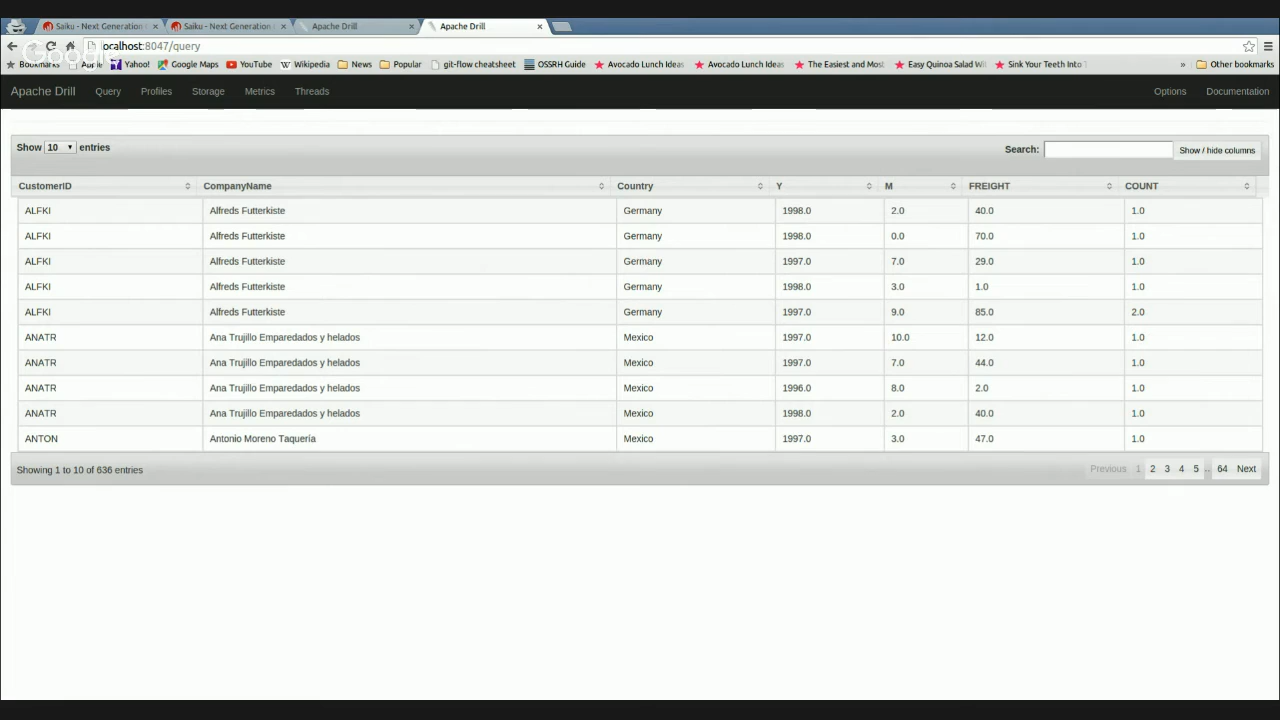 Saiku - Next Generation Saiku - Next Generation Apache Drill Apache Drill
localhost:8047/query
Google
Bookmarks Apple Yahoo! Google Maps YouTube Wikipedia News Popular git-flow cheatsheet OSSRH Guide Avocado Lunch Ideas Avocado Lunch Ideas The Easiest and Most Easy Quinoa Salad Wi Sink Your Teeth Into » Other bookmarks
Apache Drill Query Profiles Storage Metrics Threads Options Documentation
Show 10 entries Search: Show / hide columns
CustomerID CompanyName Country Y M FREIGHT COUNT
ALFKI Alfreds Futterkiste Germany 1998.0 2.0 40.0 1.0
ALFKI Alfreds Futterkiste Germany 1998.0 0.0 70.0 1.0
ALFKI Alfreds Futterkiste Germany 1997.0 7.0 29.0 1.0
ALFKI Alfreds Futterkiste Germany 1998.0 3.0 1.0 1.0
ALFKI Alfreds Futterkiste Germany 1997.0 9.0 85.0 2.0
ANATR Ana Trujillo Emparedados y helados Mexico 1997.0 10.0 12.0 1.0
ANATR Ana Trujillo Emparedados y helados Mexico 1997.0 7.0 44.0 1.0
ANATR Ana Trujillo Emparedados y helados Mexico 1996.0 8.0 2.0 1.0
ANATR Ana Trujillo Emparedados y helados Mexico 1998.0 2.0 40.0 1.0
ANTON Antonio Moreno Taquería Mexico 1997.0 3.0 47.0 1.0
Showing 1 to 10 of 636 entries Previous 1 2 3 4 5 .. 64 Next